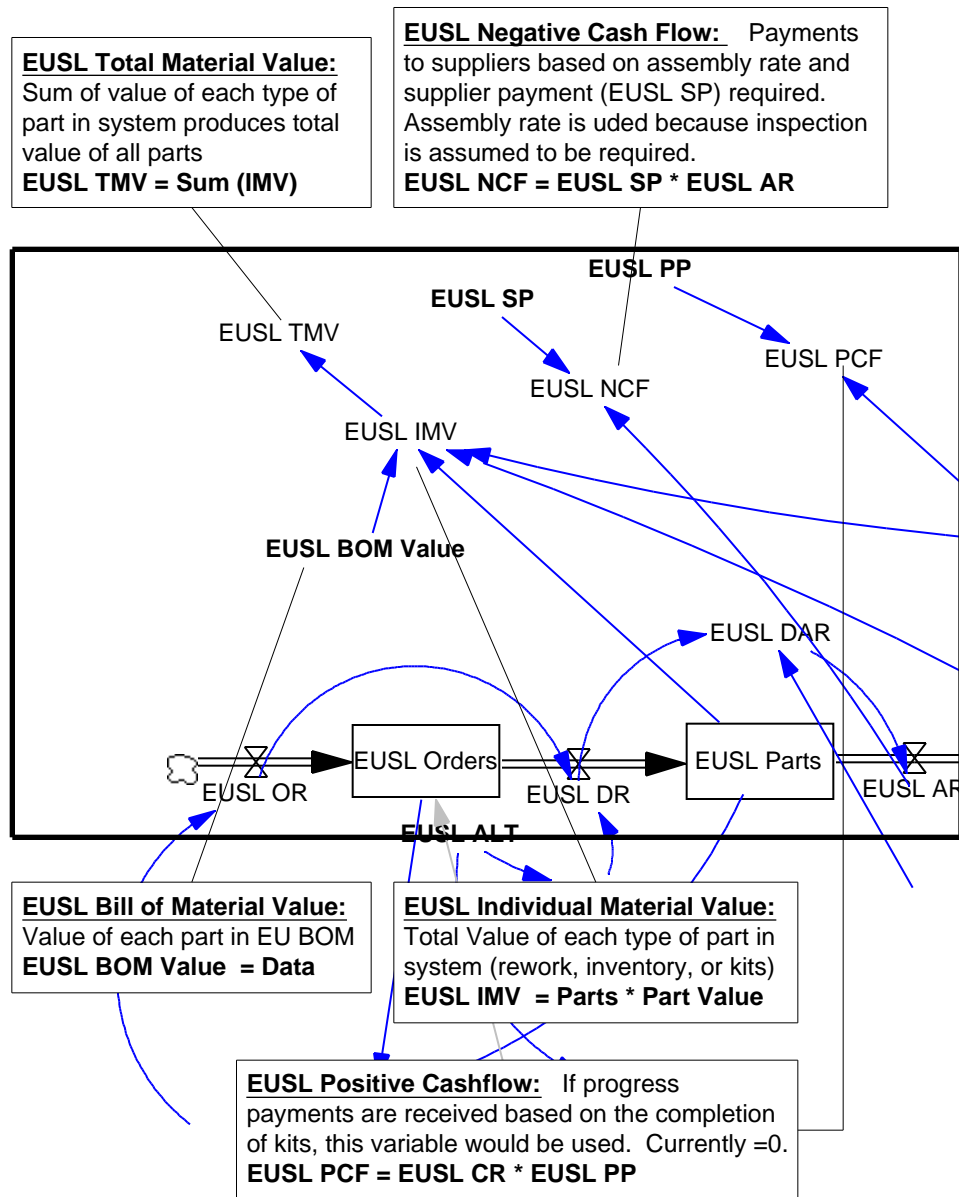 EUSL Total Material Value:
Sum of value of each type of
part in system produces total
value of all parts
EUSL TMV = Sum (IMV)
EUSL Negative Cash Flow: Payments
to suppliers based on assembly rate and
supplier payment (EUSL SP) required.
Assembly rate is uded because inspection
is assumed to be required.
EUSL NCF = EUSL SP * EUSL AR
EUSL PP
EUSL SP
EUSL TMV
EUSL PCF
EUSL NCF
EUSL IMV
EUSL BOM Value
EUSL DAR
EUSL Orders
EUSL Parts
EUSL OR
EUSL DR
EUSL AR
EUSL ALT
EUSL Bill of Material Value:
Value of each part in EU BOM
EUSL BOM Value = Data
EUSL Individual Material Value:
Total Value of each type of part in
system (rework, inventory, or kits)
EUSL IMV = Parts * Part Value
EUSL Positive Cashflow: If progress
payments are received based on the completion
of kits, this variable would be used. Currently =0.
EUSL PCF = EUSL CR * EUSL PP